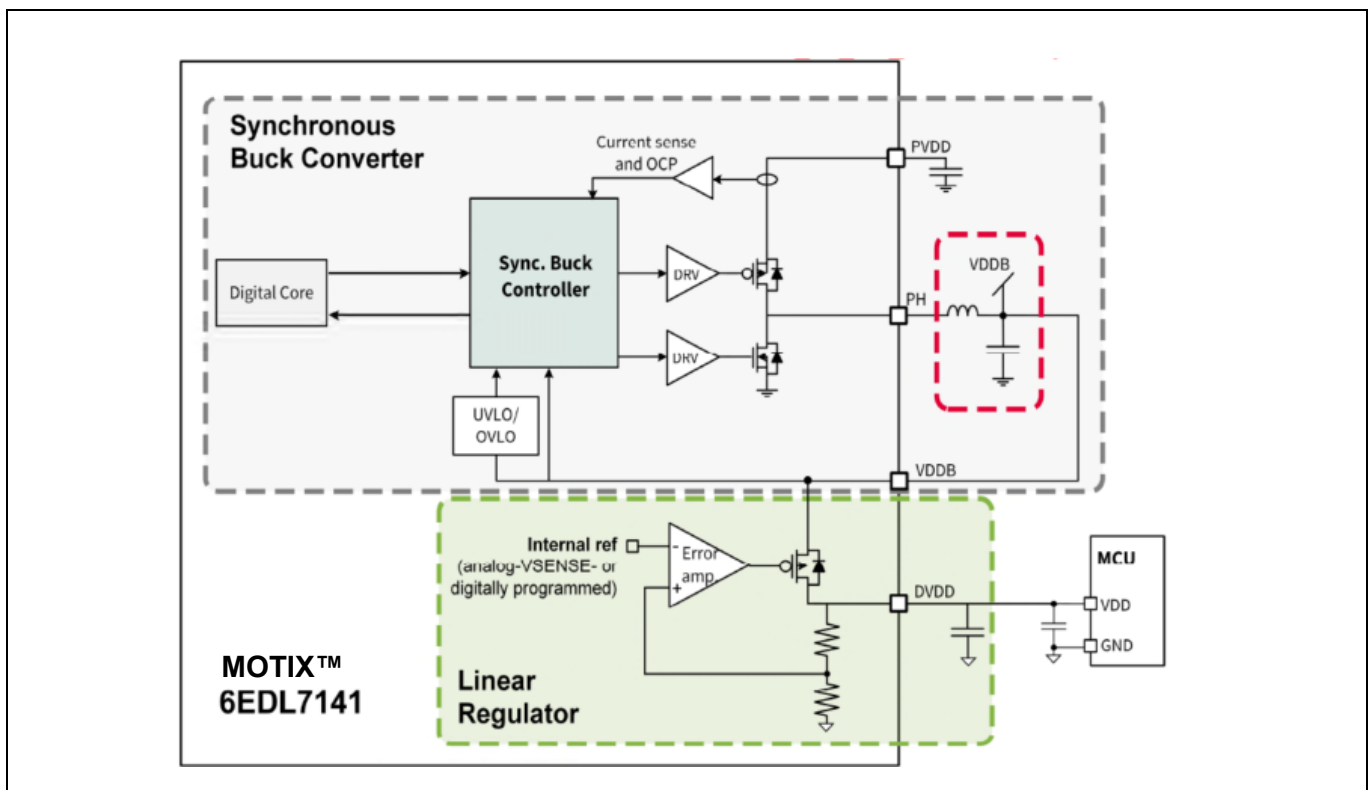 Synchronous
Buck Converter
Current sense
and OCP
PVDD
Digital Core
Sync. Buck
Controller
DRV
DRV
VDDB
PH
UVLO/
OVLO
VDDB
Internal ref
(analog-VSENSE- or
digitally programmed)
Error
amp.
-
+
DVDD
MCU
VDD
GND
MOTIX™
6EDL7141
Linear
Regulator